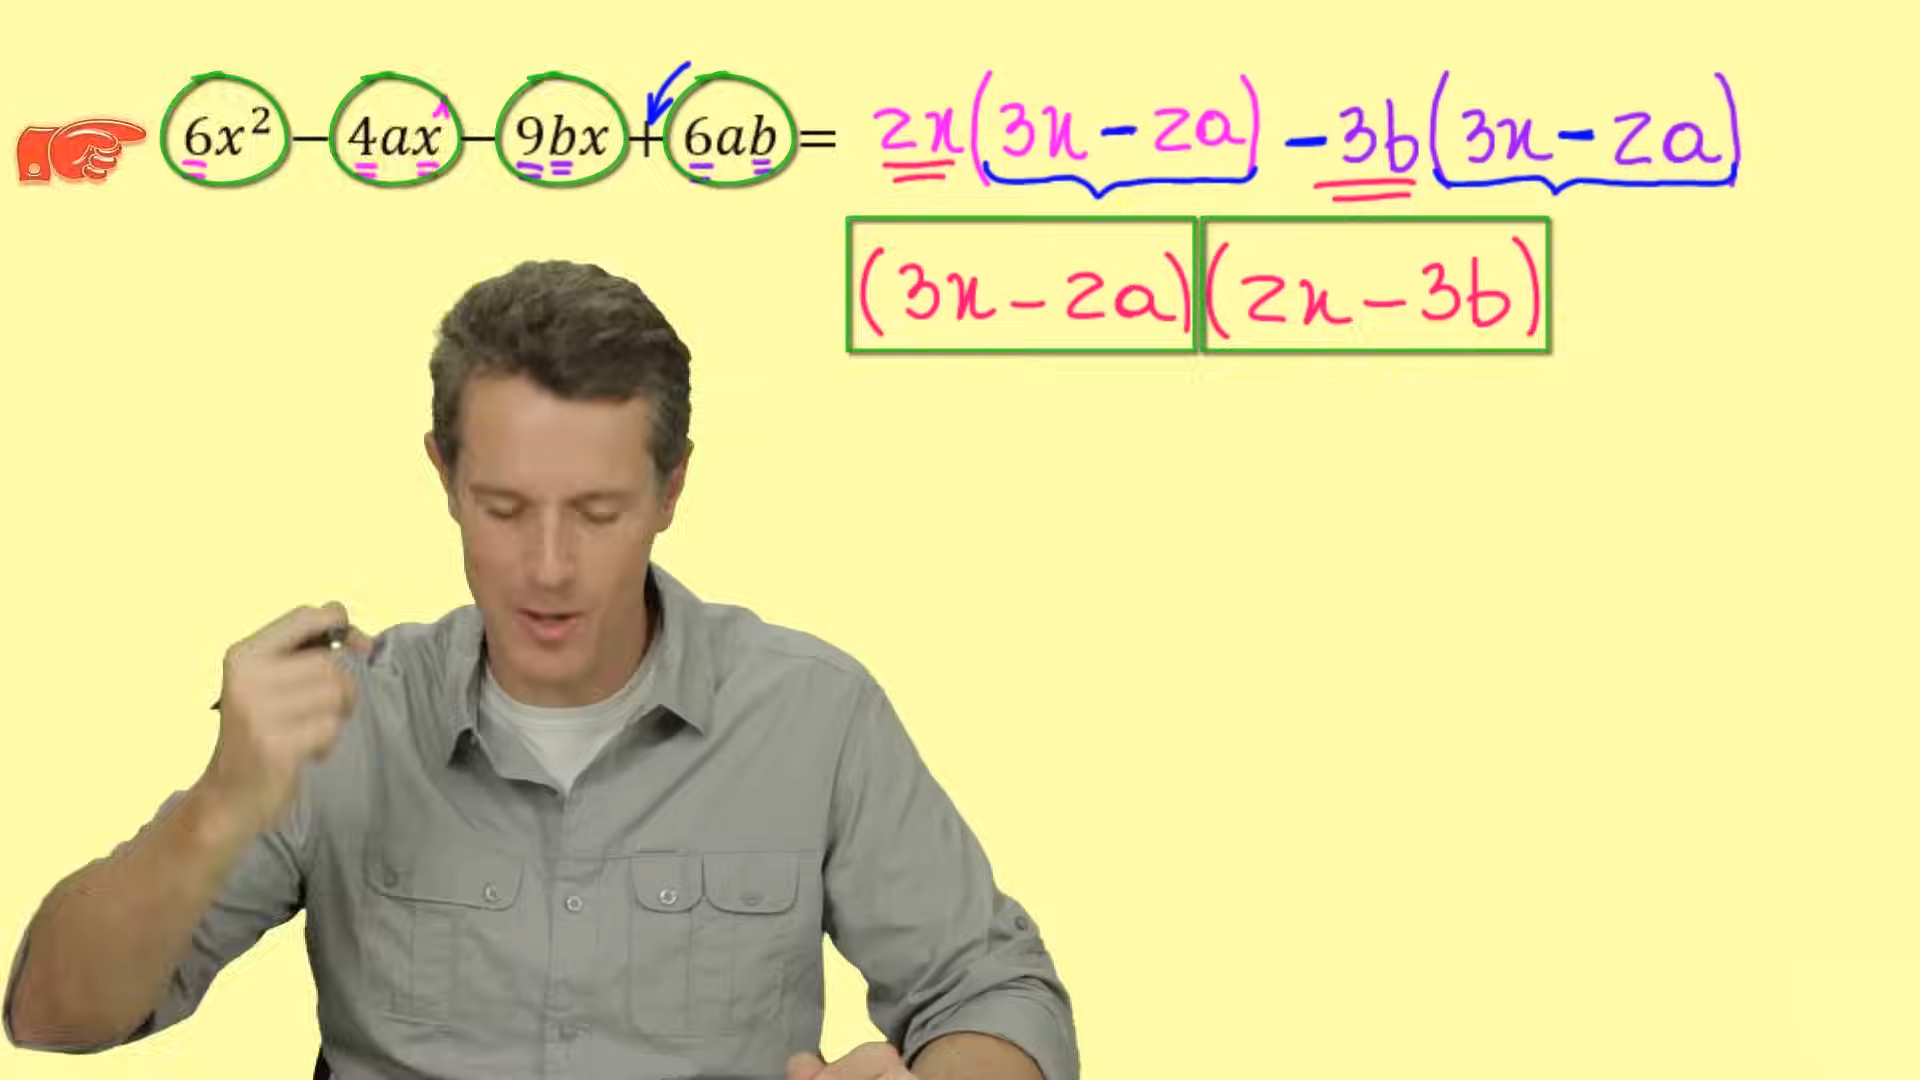 6x² − 4ax − 9bx + 6ab = 2x(3x − 2a) − 3b(3x − 2a)
(3x − 2a)(2x − 3b)